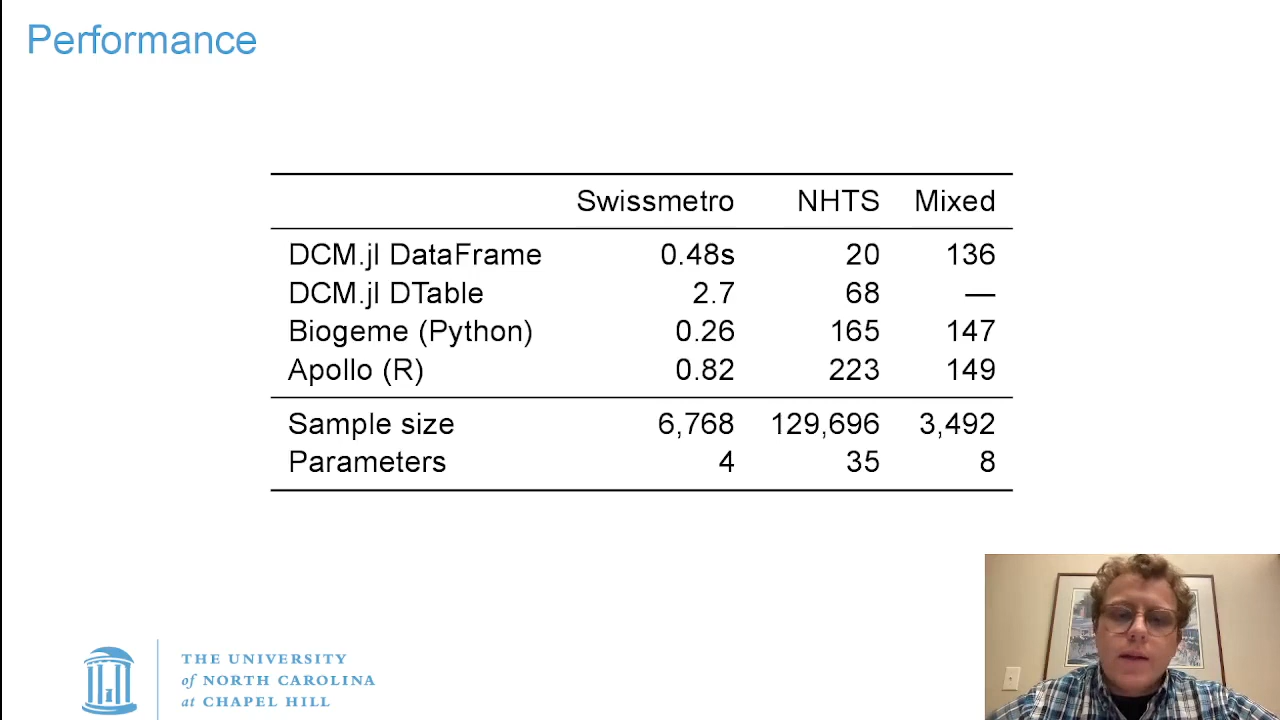 Performance
Swissmetro NHTS Mixed
DCM.jl DataFrame 0.48s 20 136
DCM.jl DTable 2.7 68 —
Biogeme (Python) 0.26 165 147
Apollo (R) 0.82 223 149
Sample size 6,768 129,696 3,492
Parameters 4 35 8
THE UNIVERSITY
of NORTH CAROLINA
at CHAPEL HILL